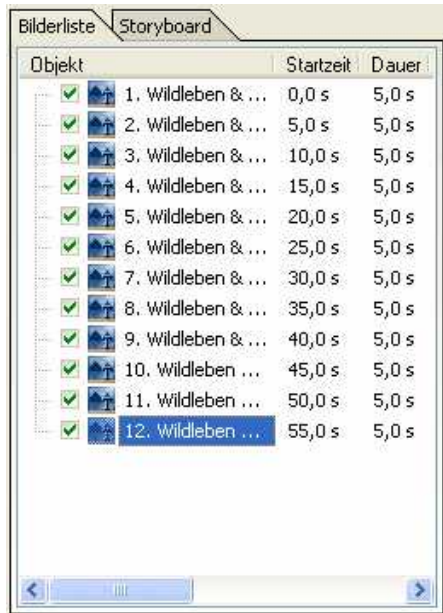 Bilderliste Storyboard
Objekt Startzeit Dauer
1. Wildleben & ... 0,0 s 5,0 s
2. Wildleben & ... 5,0 s 5,0 s
3. Wildleben & ... 10,0 s 5,0 s
4. Wildleben & ... 15,0 s 5,0 s
5. Wildleben & ... 20,0 s 5,0 s
6. Wildleben & ... 25,0 s 5,0 s
7. Wildleben & ... 30,0 s 5,0 s
8. Wildleben & ... 35,0 s 5,0 s
9. Wildleben & ... 40,0 s 5,0 s
10. Wildleben ... 45,0 s 5,0 s
11. Wildleben ... 50,0 s 5,0 s
12. Wildleben ... 55,0 s 5,0 s